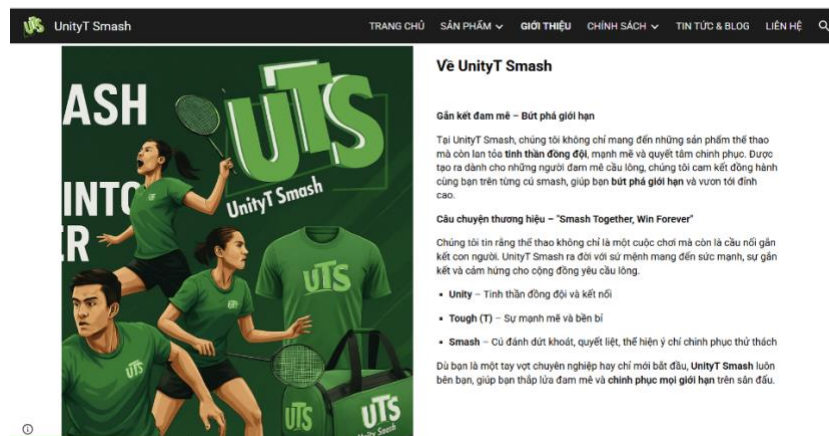 UTS UnityT Smash
TRANG CHỦ SẢN PHẨM GIỚI THIỆU CHÍNH SÁCH TIN TỨC & BLOG LIÊN HỆ
ASH
INTO
ER
UTS
UnityT Smash
UTS
UTS
UTS
UTS
Unity Smash
Về UnityT Smash
Gắn kết đam mê – Bứt phá giới hạn
Tại UnityT Smash, chúng tôi không chỉ mang đến những sản phẩm thể thao
mà còn lan tỏa tinh thần đồng đội, mạnh mẽ và quyết tâm chinh phục. Được
tạo ra dành cho những người đam mê cầu lông, chúng tôi cam kết đồng hành
cùng bạn trên từng cú smash, giúp bạn bứt phá giới hạn và vươn tới đỉnh
cao.
Câu chuyện thương hiệu – "Smash Together, Win Forever"
Chúng tôi tin rằng thể thao không chỉ là một cuộc chơi mà còn là cầu nối gắn
kết con người. UnityT Smash ra đời với sứ mệnh mang đến sức mạnh, sự gắn
kết và cảm hứng cho cộng đồng yêu cầu lông.
▪ Unity – Tinh thần đồng đội và kết nối
▪ Tough (T) – Sự mạnh mẽ và bền bỉ
▪ Smash – Cú đánh dứt khoát, quyết liệt, thể hiện ý chí chinh phục thử thách
Dù bạn là một tay vợt chuyên nghiệp hay chỉ mới bắt đầu, UnityT Smash luôn
bên bạn, giúp bạn thắp lửa đam mê và chinh phục mọi giới hạn trên sân đấu.